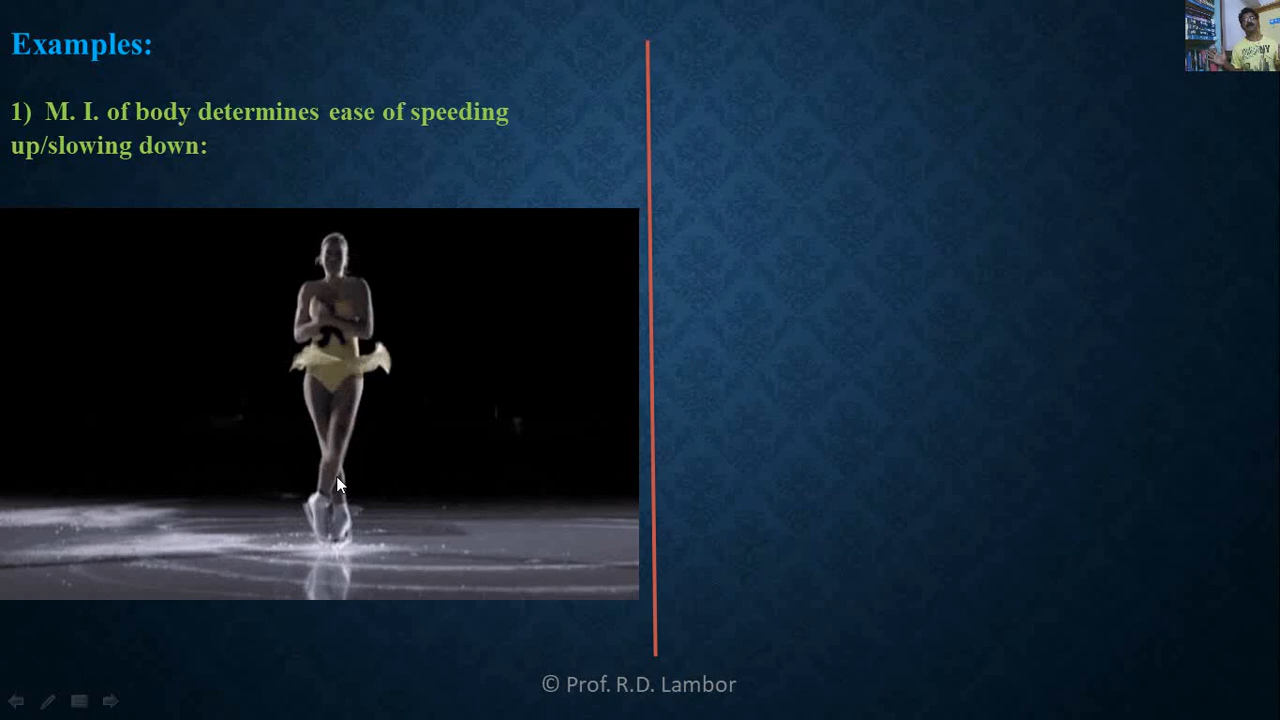 Examples:
1) M. I. of body determines ease of speeding
up/slowing down:
© Prof. R.D. Lambor